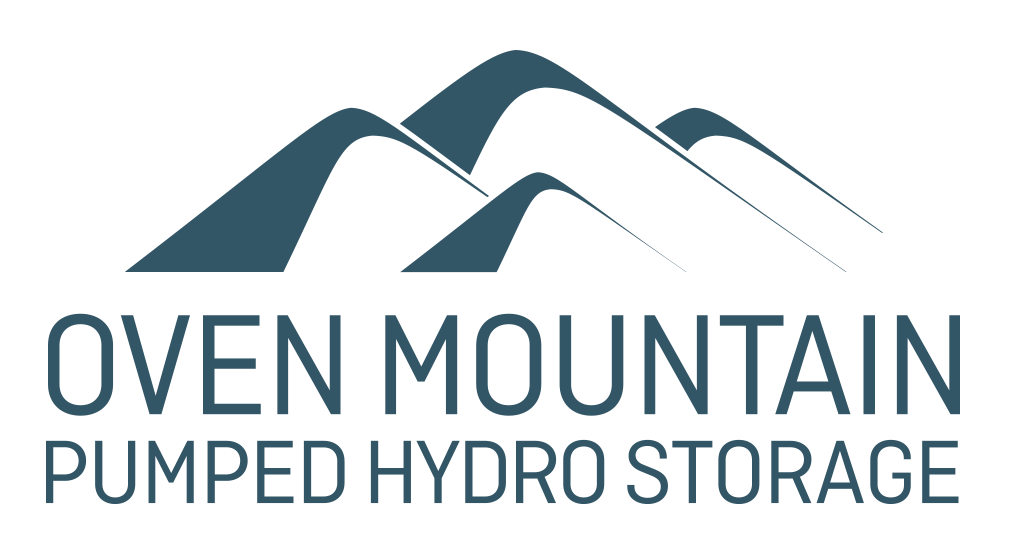 OVEN MOUNTAIN
PUMPED HYDRO STORAGE